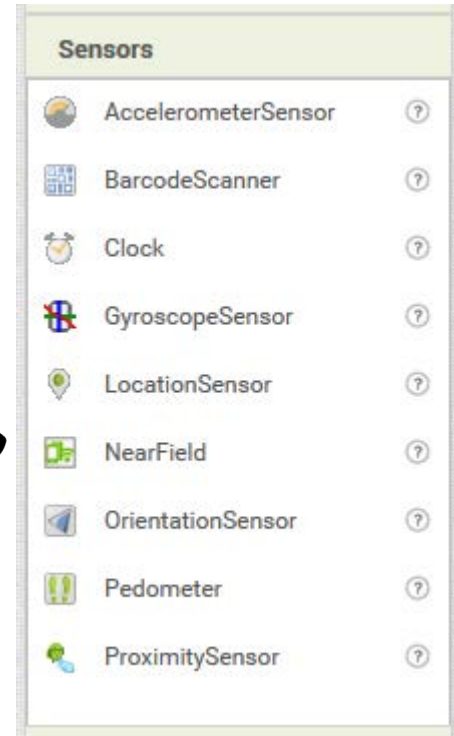 Sensors
AccelerometerSensor ?
BarcodeScanner ?
Clock ?
GyroscopeSensor ?
LocationSensor ?
NearField ?
OrientationSensor ?
Pedometer ?
ProximitySensor ?